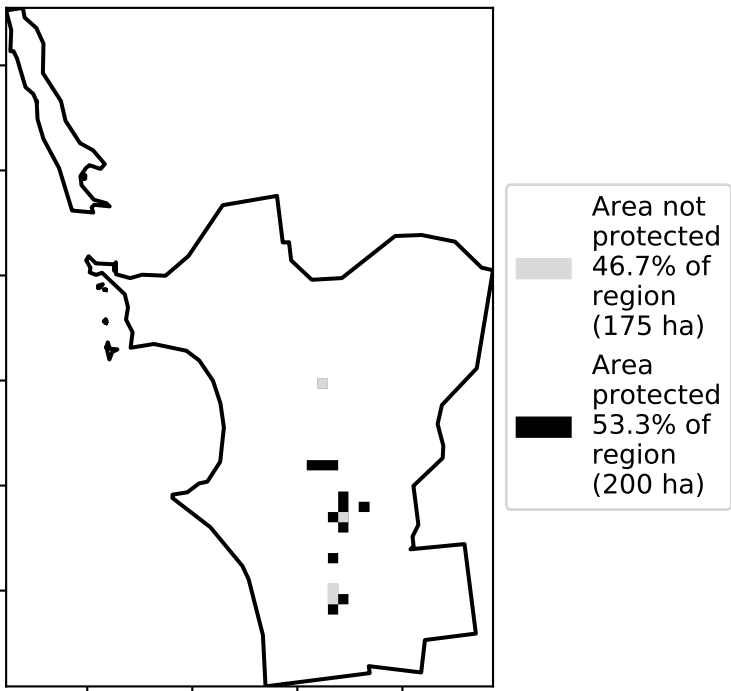 Area not
protected
46.7% of
region
(175 ha)
Area
protected
53.3% of
region
(200 ha)